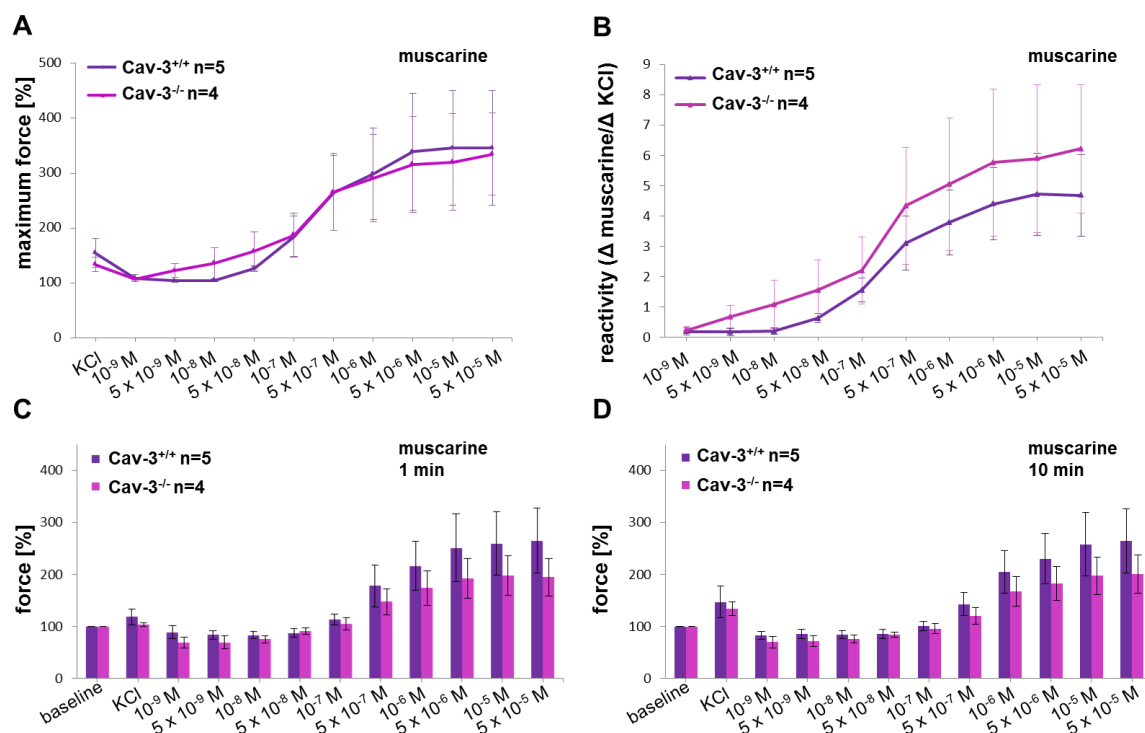 A
muscarine
Cav-3+/+ n=5
Cav-3-/- n=4
maximum force [%]
500
400
300
200
100
0
KCl
10-9 M
5 x 10-9 M
10-8 M
5 x 10-8 M
10-7 M
5 x 10-7 M
10-6 M
5 x 10-6 M
10-5 M
5 x 10-5 M
B
muscarine
Cav-3+/+ n=5
Cav-3-/- n=4
reactivity (Δ muscarine/Δ KCl)
9
8
7
6
5
4
3
2
1
0
10-9 M
5 x 10-9 M
10-8 M
5 x 10-8 M
10-7 M
5 x 10-7 M
10-6 M
5 x 10-6 M
10-5 M
5 x 10-5 M
C
muscarine
1 min
Cav-3+/+ n=5
Cav-3-/- n=4
force [%]
400
300
200
100
0
baseline
KCl
10-9 M
5 x 10-9 M
10-8 M
5 x 10-8 M
10-7 M
5 x 10-7 M
10-6 M
5 x 10-6 M
10-5 M
5 x 10-5 M
D
muscarine
10 min
Cav-3+/+ n=5
Cav-3-/- n=4
force [%]
400
300
200
100
0
baseline
KCl
10-9 M
5 x 10-9 M
10-8 M
5 x 10-8 M
10-7 M
5 x 10-7 M
10-6 M
5 x 10-6 M
10-5 M
5 x 10-5 M